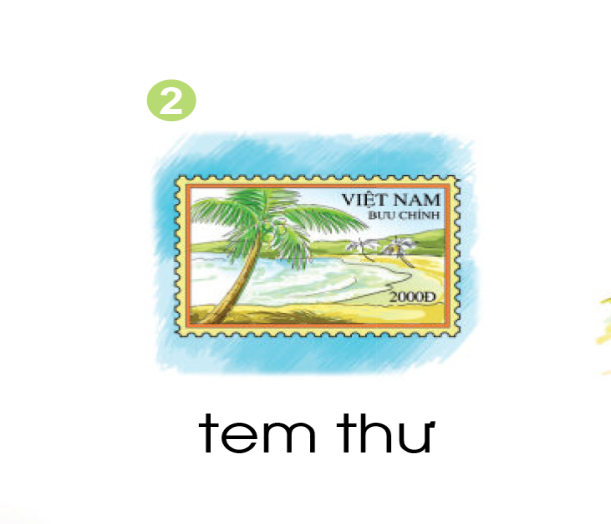 2
VIỆT NAM
BƯU CHÍNH
2000Đ
tem thư